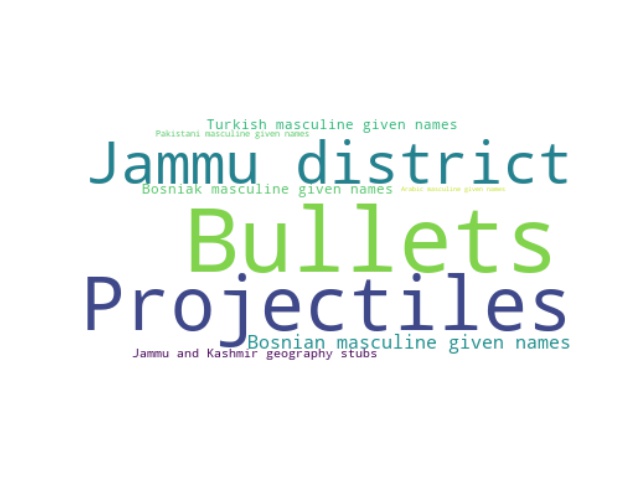 Turkish masculine given names
Pakistani masculine given names
Jammu district
Bosniak masculine given names
Arabic masculine given names
Bullets
Projectiles
Bosnian masculine given names
Jammu and Kashmir geography stubs